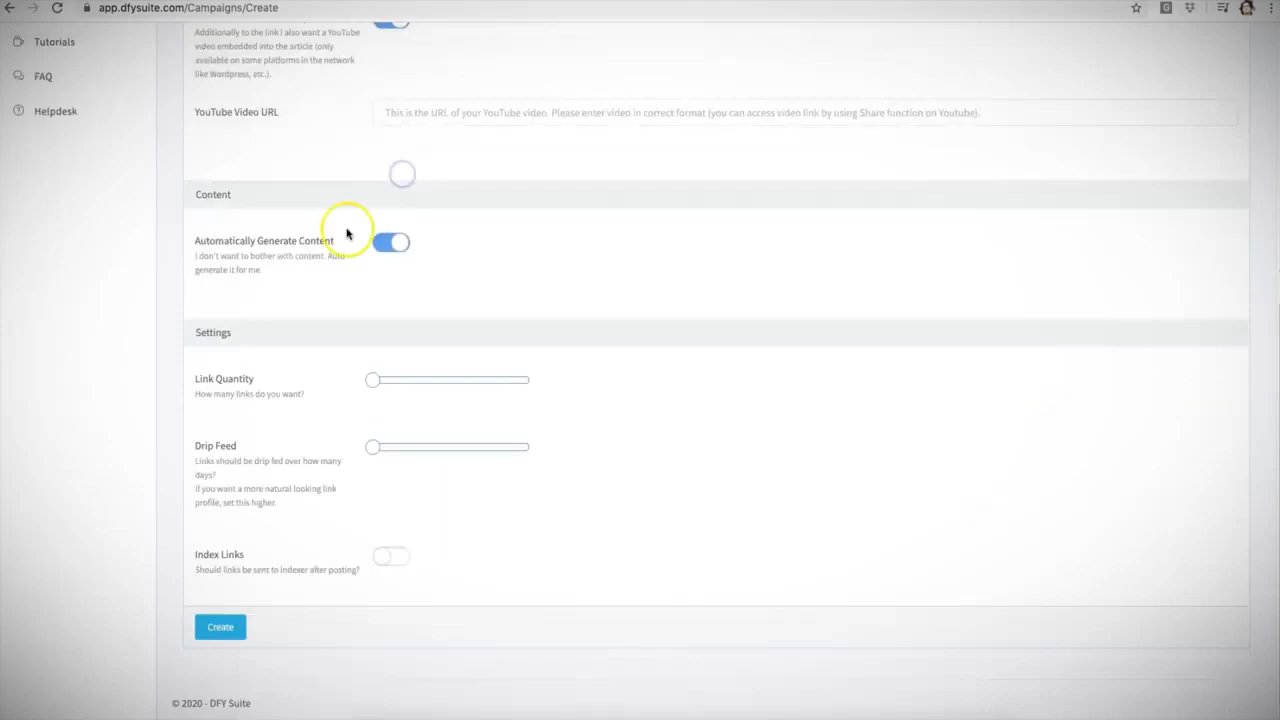 app.dfysuite.com/Campaigns/Create
Tutorials
FAQ
Helpdesk
Additionally to the link I also want a YouTube
video embedded into the article (only
available on some platforms in the network
like Wordpress, etc.).
YouTube Video URL
This is the URL of your YouTube video. Please enter video in correct format (you can access video link by using Share function on Youtube).
Content
Automatically Generate Content
I don't want to bother with content. Auto
generate it for me.
Settings
Link Quantity
How many links do you want?
Drip Feed
Links should be drip fed over how many
days?
If you want a more natural looking link
profile, set this higher.
Index Links
Should links be sent to indexer after posting?
Create
© 2020 - DFY Suite